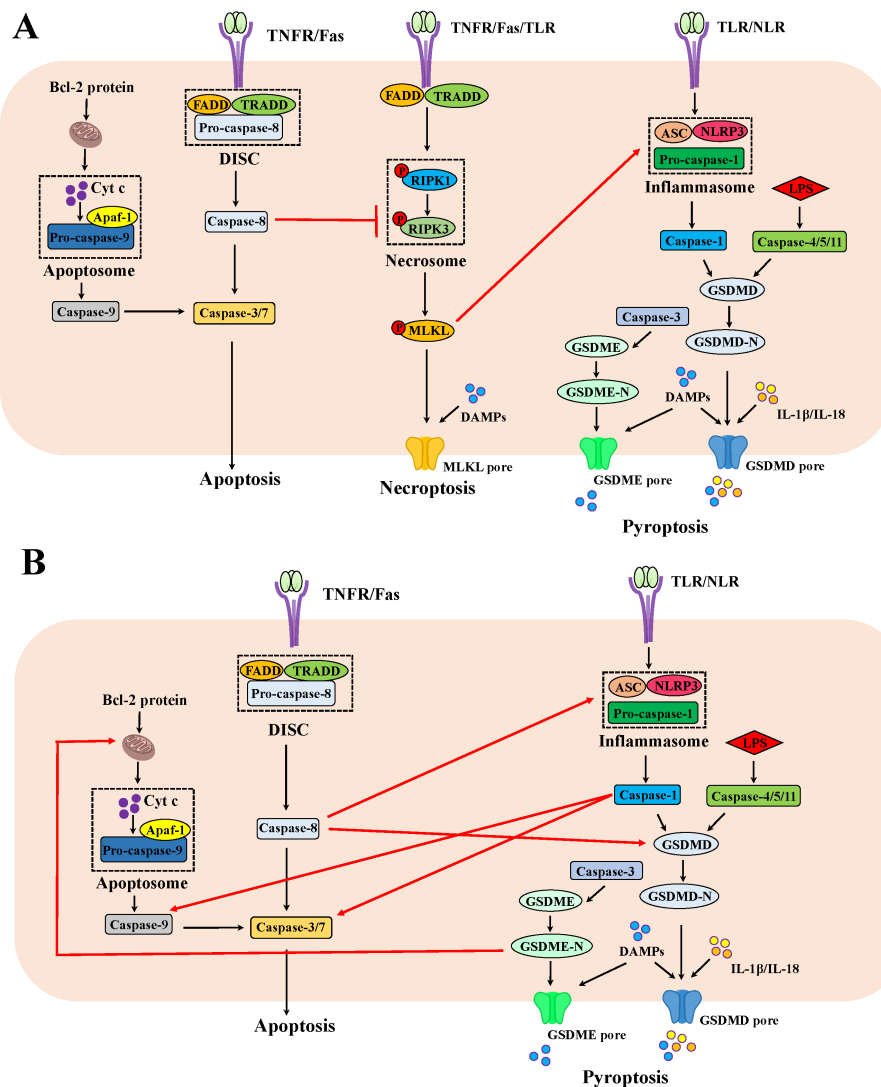 A
TNFR/Fas
TNFR/Fas/TLR
TLR/NLR
Bcl-2 protein
FADD
TRADD
Pro-caspase-8
DISC
FADD
TRADD
ASC
NLRP3
Pro-caspase-1
Inflammasome
LPS
Cyt c
Apaf-1
Pro-caspase-9
Apoptosome
Caspase-8
P
RIPK1
P
RIPK3
Necrosome
Caspase-1
Caspase-4/5/11
GSDMD
Caspase-9
Caspase-3/7
P
MLKL
Caspase-3
GSDME
GSDMD-N
GSDME-N
DAMPs
DAMPs
IL-1β/IL-18
MLKL pore
GSDME pore
GSDMD pore
Apoptosis
Necroptosis
Pyroptosis
B
TNFR/Fas
TLR/NLR
FADD
TRADD
Pro-caspase-8
DISC
ASC
NLRP3
Pro-caspase-1
Inflammasome
LPS
Bcl-2 protein
Cyt c
Apaf-1
Pro-caspase-9
Apoptosome
Caspase-8
Caspase-1
Caspase-4/5/11
GSDMD
Caspase-3
GSDME
GSDMD-N
Caspase-9
Caspase-3/7
GSDME-N
DAMPs
IL-1β/IL-18
Apoptosis
GSDME pore
GSDMD pore
Pyroptosis